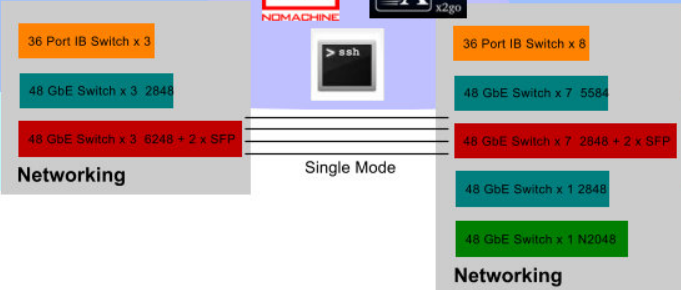 NOMACHINE
x2go
> ssh
36 Port IB Switch x 3
48 GbE Switch x 3 2848
48 GbE Switch x 3 6248 + 2 x SFP
Networking
Single Mode
36 Port IB Switch x 8
48 GbE Switch x 7 5584
48 GbE Switch x 7 2848 + 2 x SFP
48 GbE Switch x 1 2848
48 GbE Switch x 1 N2048
Networking